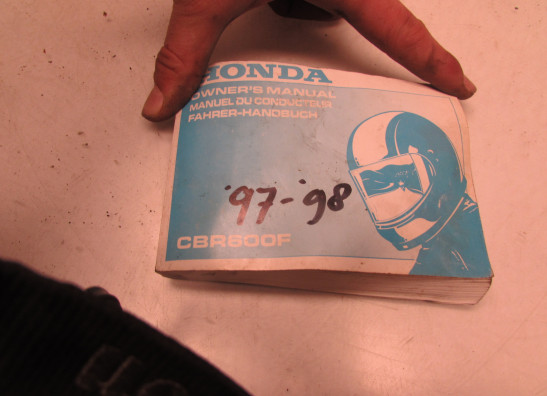 HONDA
OWNER'S MANUAL
MANUEL DU CONDUCTEUR
FAHRER-HANDBUCH
'97-'98
CBR600F